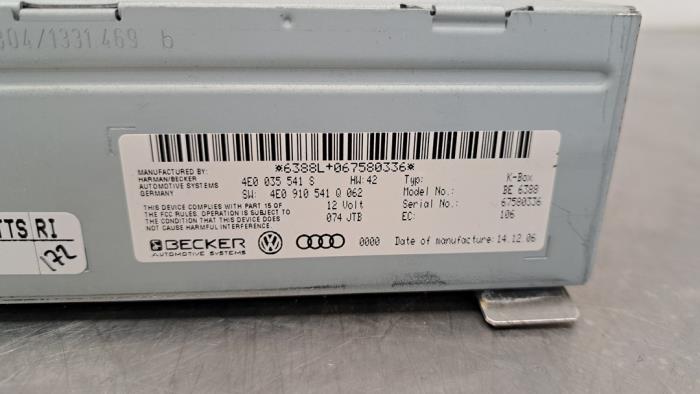 804/1331.469 b
*6388L+067580336*
MANUFACTURED BY:
HARMAN/BECKER
AUTOMOTIVE SYSTEMS
GERMANY
4E0 035 541 S HW: 42 Typ: K-Box
SW: 4E0 910 541 Q 062 Model No.: BE 6388
THIS DEVICE COMPLIES WITH PART 15 OF 12 Volt Serial No.: 67580336
THE FCC RULES. OPERATION IS SUBJECT TO 074 JTB EC: 106
THE CONDITION THAT THIS DEVICE DOES
NOT CAUSE HARMFUL INTERFERENCE.
BECKER
AUTOMOTIVE SYSTEMS
0000 Date of manufacture: 14.12.06
TTS RI
172